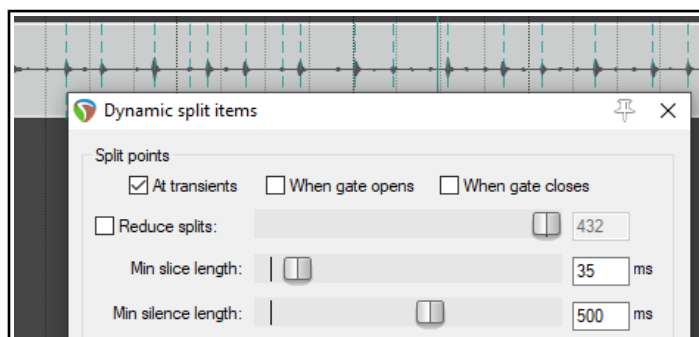 Dynamic split items
Split points
At transients When gate opens When gate closes
Reduce splits: 432
Min slice length: 35 ms
Min silence length: 500 ms